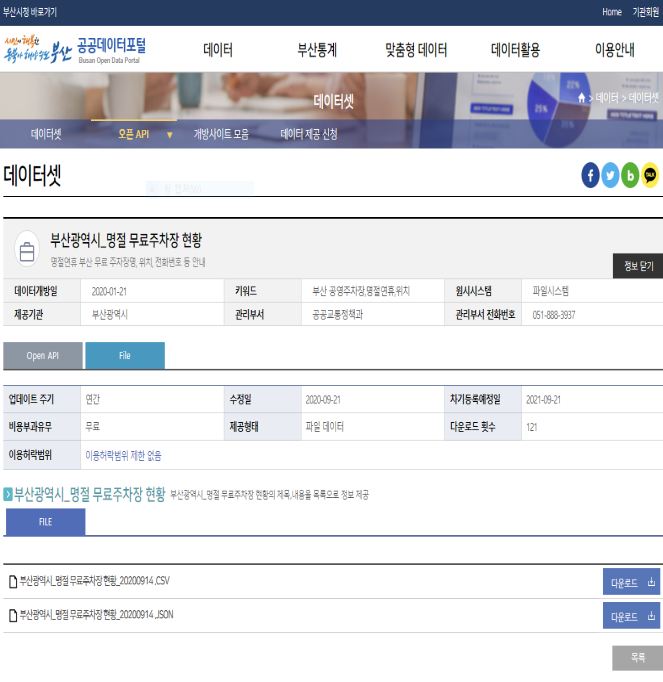 부산시청 바로가기
Home 기관회원
시민이 행복한
동북아 해양수도 부산 공공데이터포털
Busan Open Data Portal
데이터 부산통계 맞춤형 데이터 데이터활용 이용안내
데이터셋
> 데이터 > 데이터셋
데이터셋 오픈 API ▼ 개방사이트 모음 데이터 제공 신청
데이터셋
부산광역시_명절 무료주차장 현황
명절연휴 부산 무료 주차장명, 위치, 전화번호 등 안내
정보 닫기
데이터개방일 2020-01-21 키워드 부산 공영주차장,명절연휴,위치 원시시스템 파일시스템
제공기관 부산광역시 관리부서 공공교통정책과 관리부서 전화번호 051-888-3937
Open API File
업데이트 주기 연간 수정일 2020-09-21 차기등록예정일 2021-09-21
비용부과유무 무료 제공형태 파일 데이터 다운로드 횟수 121
이용허락범위 이용허락범위 제한 없음
부산광역시_명절 무료주차장 현황 부산광역시_명절 무료주차장 현황의 제목,내용을 목록으로 정보 제공
FILE
부산광역시_명절 무료주차장 현황_20200914 .CSV 다운로드
부산광역시_명절 무료주차장 현황_20200914 .JSON 다운로드
목록